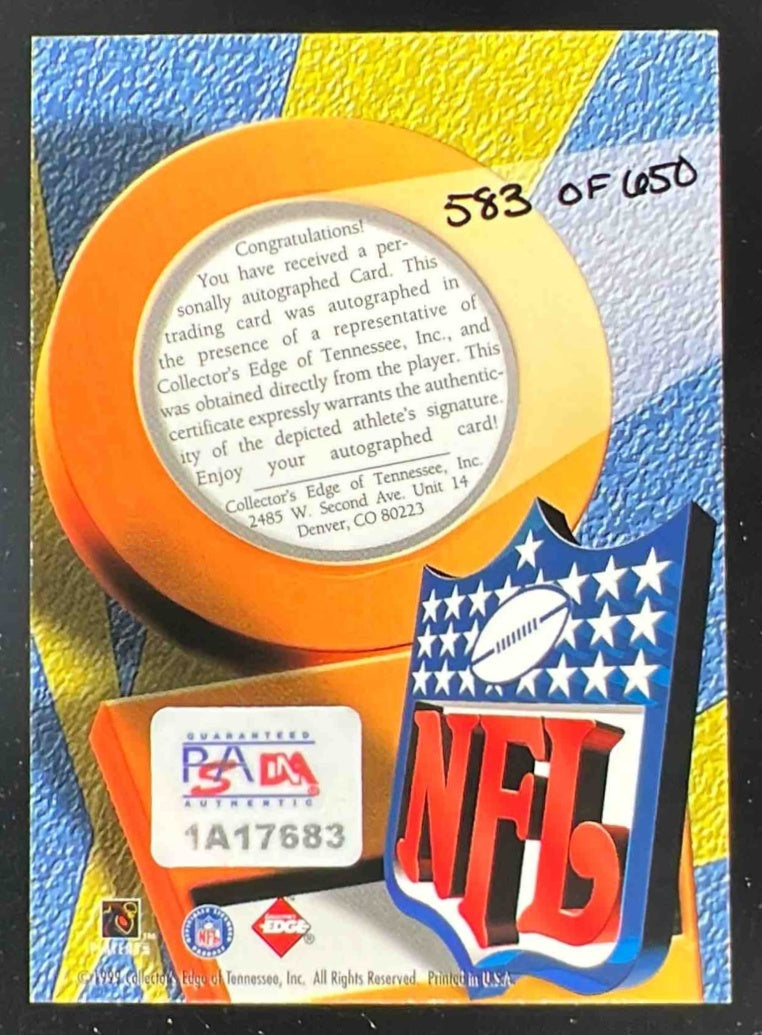 583 OF 650
Congratulations!
You have received a per-
sonally autographed Card. This
trading card was autographed in
the presence of a representative of
Collector's Edge of Tennessee, Inc., and
was obtained directly from the player. This
certificate expressly warrants the authentic-
ity of the depicted athlete's signature.
Enjoy your autographed card!
Collector's Edge of Tennessee, Inc.
2485 W. Second Ave. Unit 14
Denver, CO 80223
NFL
GUARANTEED
PSA DNA
AUTHENTIC
1A17683
PLAYERS
NFL
EDGE
© 1999 Collector's Edge of Tennessee, Inc. All Rights Reserved. Printed in U.S.A.